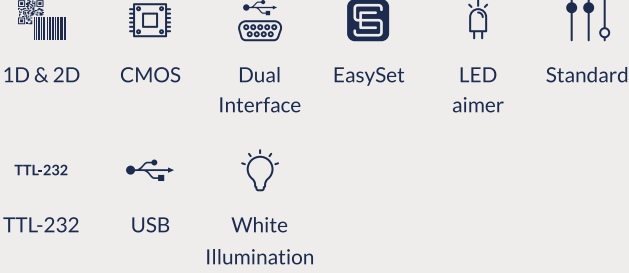 1D & 2D CMOS Dual EasySet LED Standard
Interface aimer
TTL-232
TTL-232 USB White
Illumination